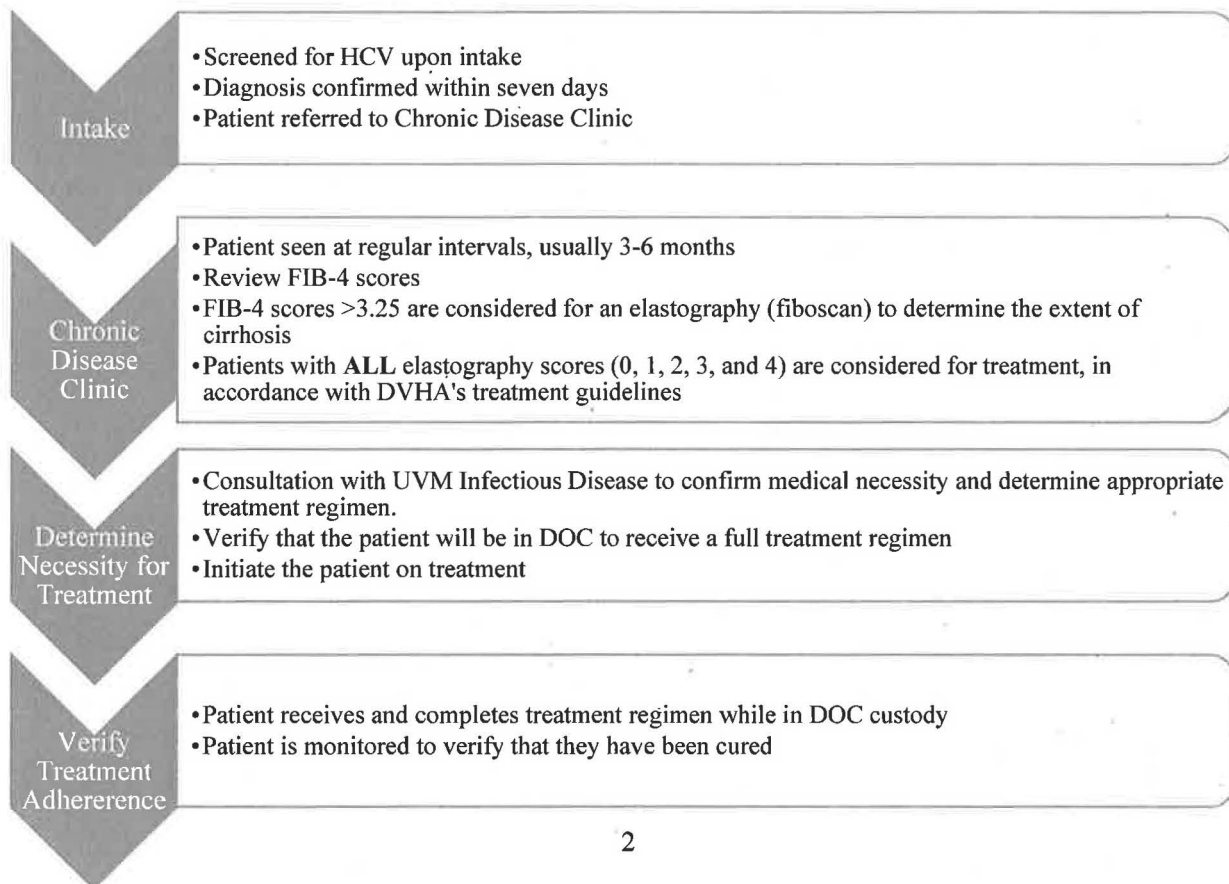 Intake
•Screened for HCV upon intake
•Diagnosis confirmed within seven days
•Patient referred to Chronic Disease Clinic
Chronic
Disease
Clinic
•Patient seen at regular intervals, usually 3-6 months
•Review FIB-4 scores
•FIB-4 scores >3.25 are considered for an elastography (fiboscan) to determine the extent of
cirrhosis
•Patients with ALL elastography scores (0, 1, 2, 3, and 4) are considered for treatment, in
accordance with DVHA's treatment guidelines
Determine
Necessity for
Treatment
•Consultation with UVM Infectious Disease to confirm medical necessity and determine appropriate
treatment regimen.
•Verify that the patient will be in DOC to receive a full treatment regimen
•Initiate the patient on treatment
Verify
Treatment
Adhererence
•Patient receives and completes treatment regimen while in DOC custody
•Patient is monitored to verify that they have been cured
2